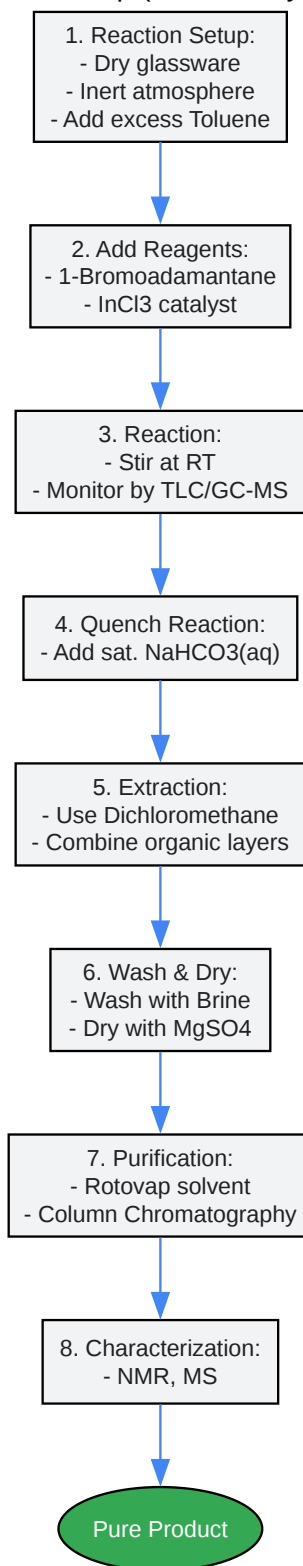 1. Reaction Setup:
- Dry glassware
- Inert atmosphere
- Add excess Toluene
2. Add Reagents:
- 1-Bromoadamantane
- InCl3 catalyst
3. Reaction:
- Stir at RT
- Monitor by TLC/GC-MS
4. Quench Reaction:
- Add sat. NaHCO3(aq)
5. Extraction:
- Use Dichloromethane
- Combine organic layers
6. Wash & Dry:
- Wash with Brine
- Dry with MgSO4
7. Purification:
- Rotovap solvent
- Column Chromatography
8. Characterization:
- NMR, MS
Pure Product